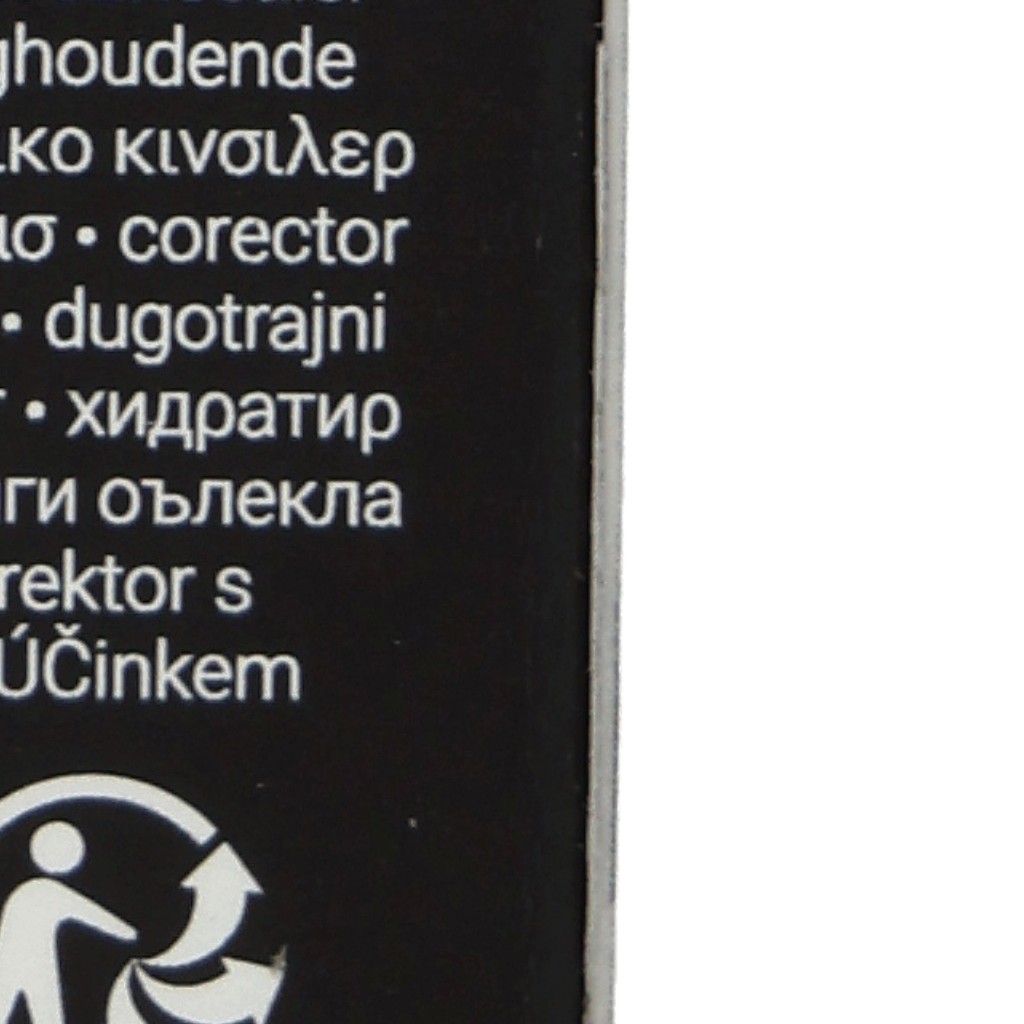 ghoudende
ικο κινσιλερ
ισ • corector
• dugotrajni
• хидратир
ги оълекла
rektor s
ÚČinkem